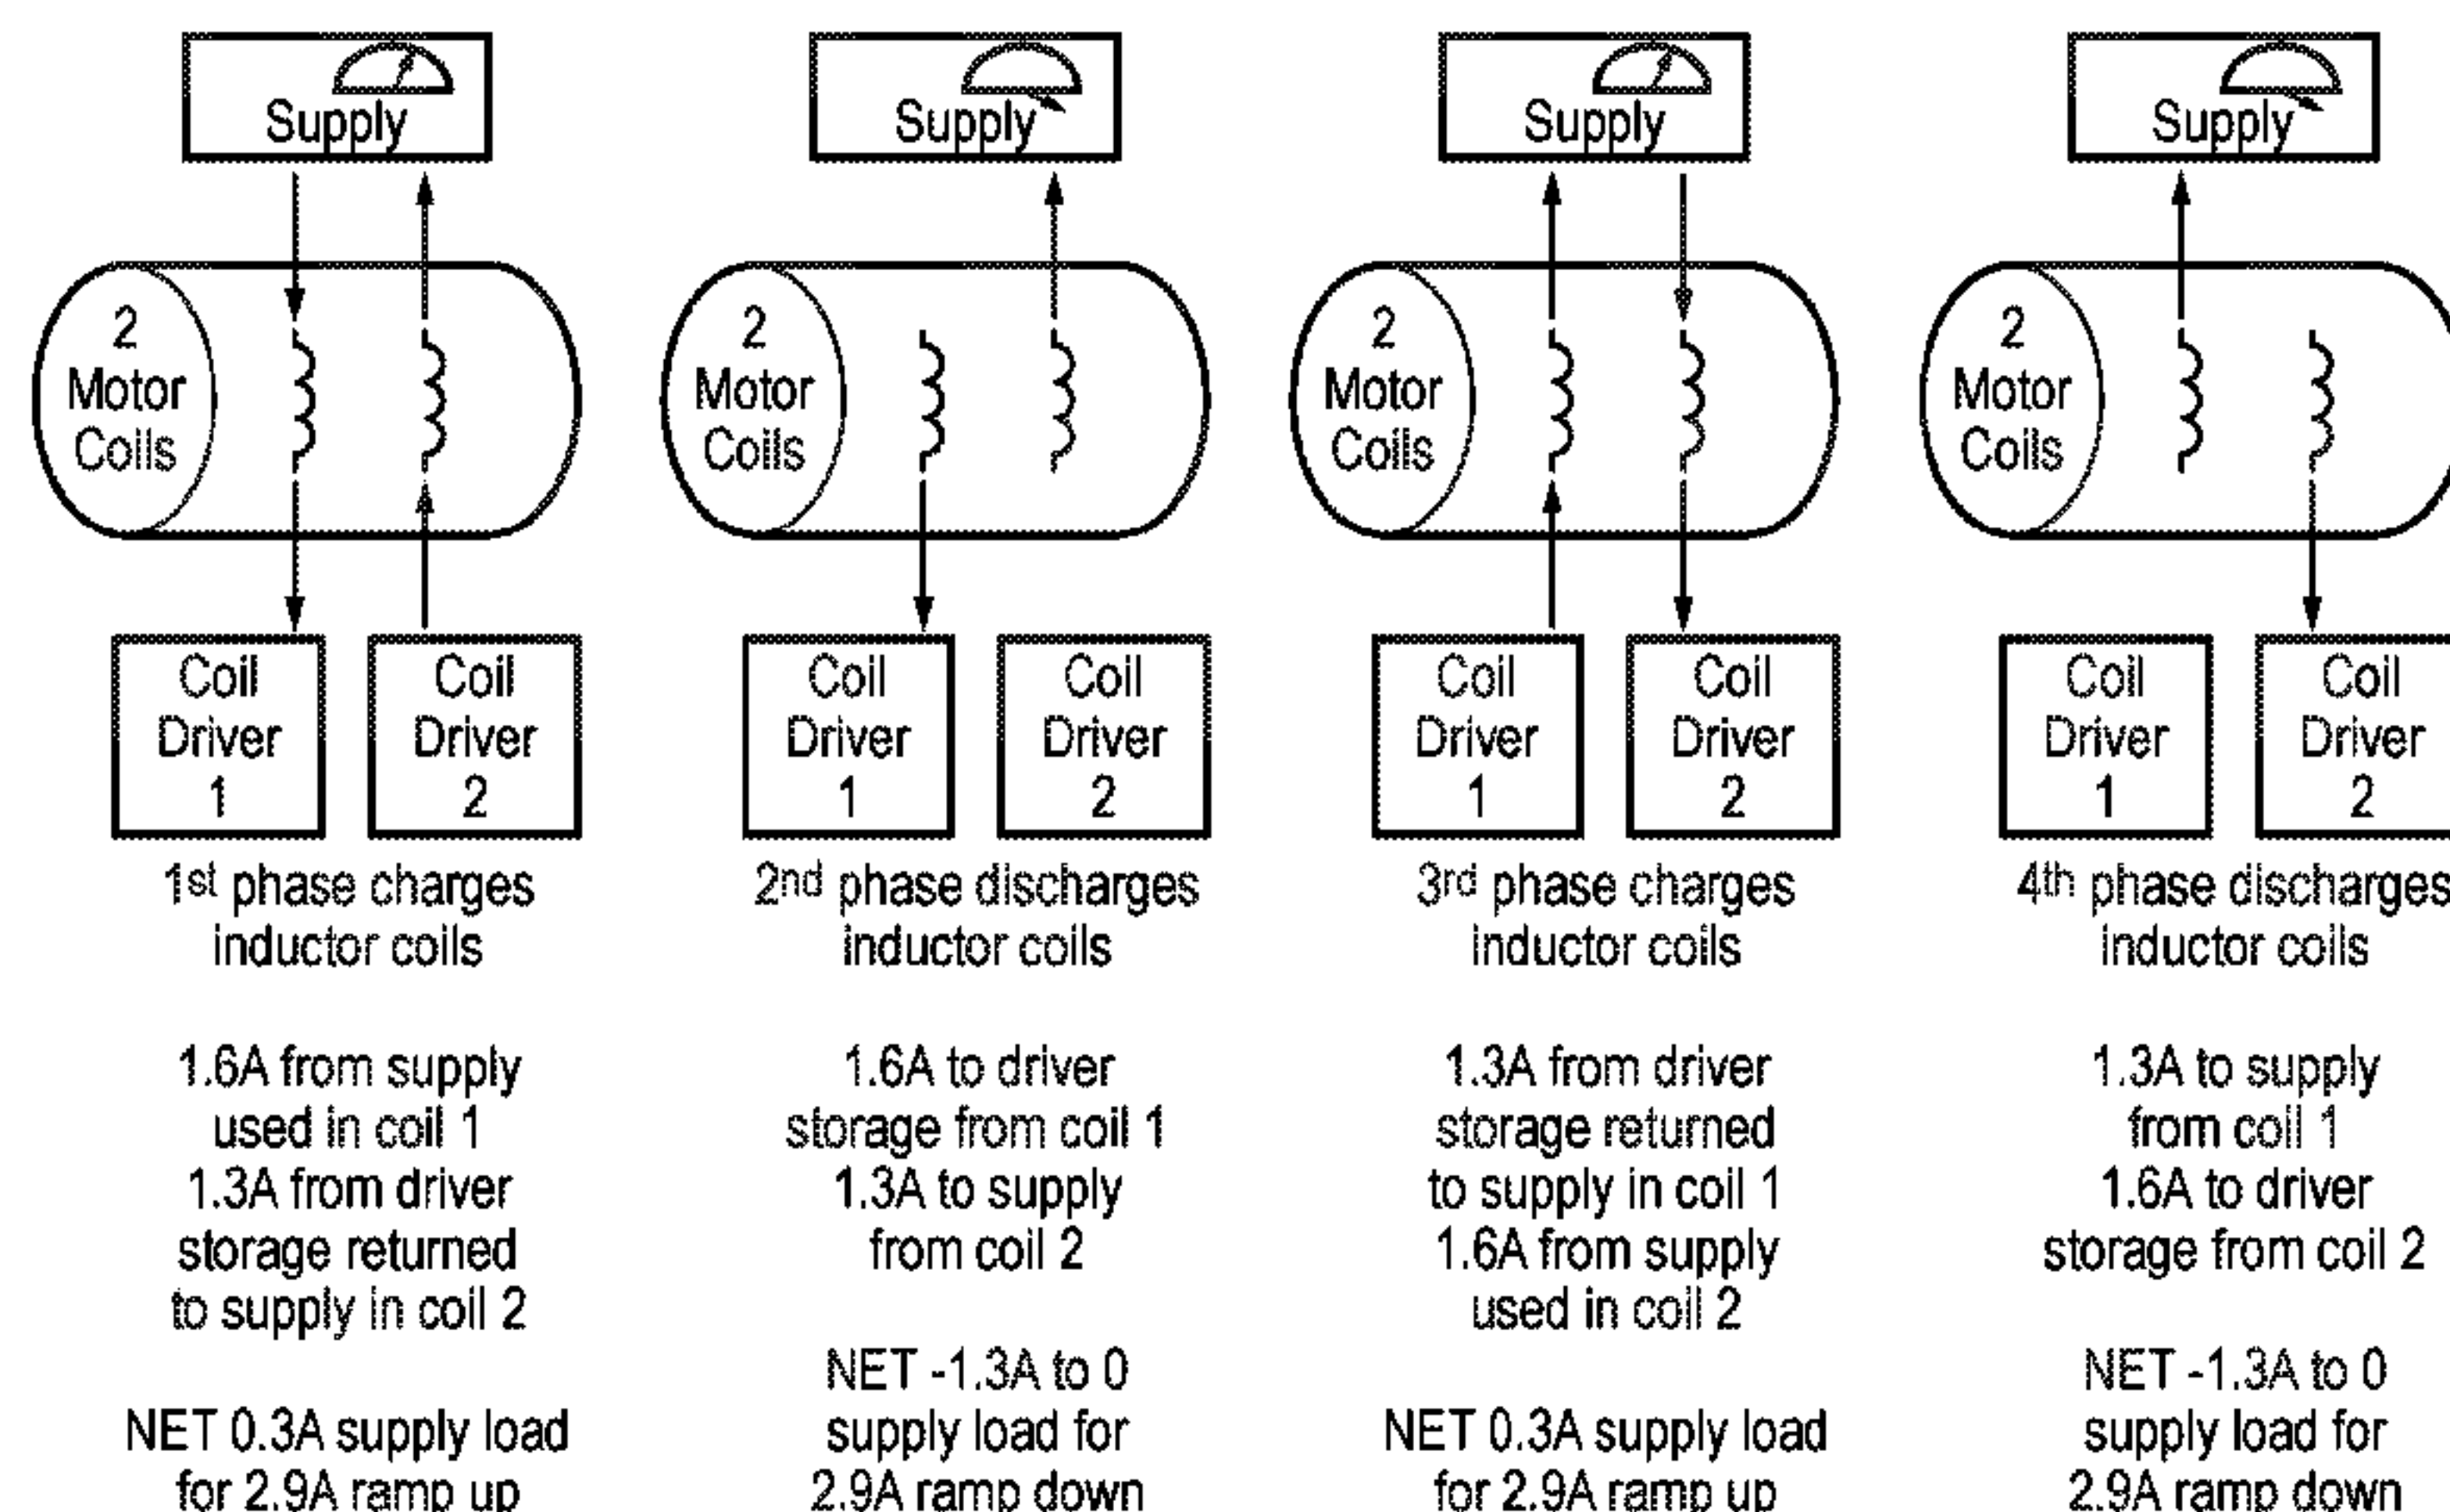 Supply
2
Motor
Coils
Coil
Driver
1
Coil
Driver
2
1st phase charges
inductor coils
1.6A from supply
used in coil 1
1.3A from driver
storage returned
to supply in coil 2
NET 0.3A supply load
for 2.9A ramp up
Supply
2
Motor
Coils
Coil
Driver
1
Coil
Driver
2
2nd phase discharges
inductor coils
1.6A to driver
storage from coil 1
1.3A to supply
from coil 2
NET -1.3A to 0
supply load for
2.9A ramp down
Supply
2
Motor
Coils
Coil
Driver
1
Coil
Driver
2
3rd phase charges
inductor coils
1.3A from driver
storage returned
to supply in coil 1
1.6A from supply
used in coil 2
NET 0.3A supply load
for 2.9A ramp up
Supply
2
Motor
Coils
Coil
Driver
1
Coil
Driver
2
4th phase discharges
inductor coils
1.3A to supply
from coil 1
1.6A to driver
storage from coil 2
NET -1.3A to 0
supply load for
2.9A ramp down